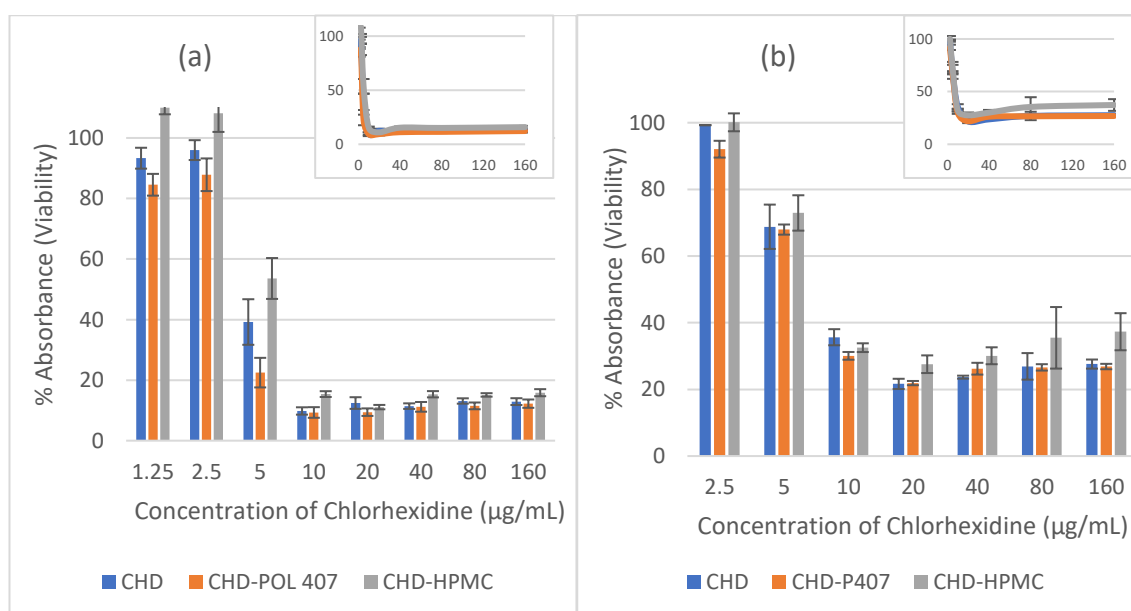 (a)
% Absorbance (Viability)
100
80
60
40
20
0
1.25 2.5 5 10 20 40 80 160
Concentration of Chlorhexidine (µg/mL)
CHD CHD-POL 407 CHD-HPMC
100
50
0
0 40 80 120 160
(b)
% Absorbance (Viability)
100
80
60
40
20
0
2.5 5 10 20 40 80 160
Concentration of Chlorhexidine (µg/mL)
CHD CHD-P407 CHD-HPMC
100
50
0
0 40 80 120 160